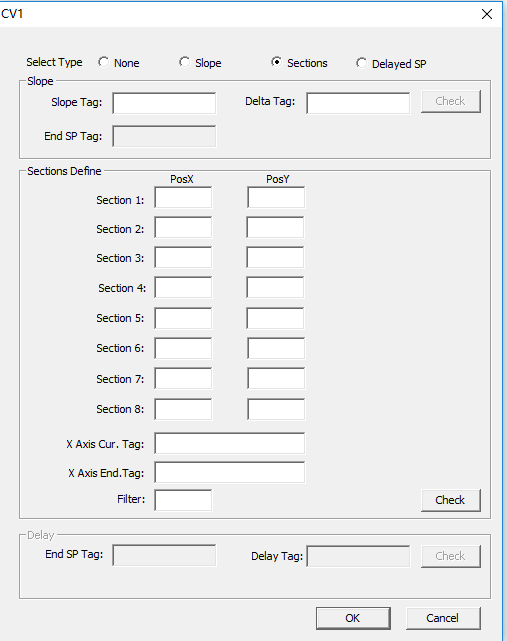 CV1
Select Type None Slope Sections Delayed SP
Slope
Slope Tag: Delta Tag: Check
End SP Tag:
Sections Define
PosX PosY
Section 1:
Section 2:
Section 3:
Section 4:
Section 5:
Section 6:
Section 7:
Section 8:
X Axis Cur. Tag:
X Axis End.Tag:
Filter: Check
Delay
End SP Tag: Delay Tag: Check
OK Cancel